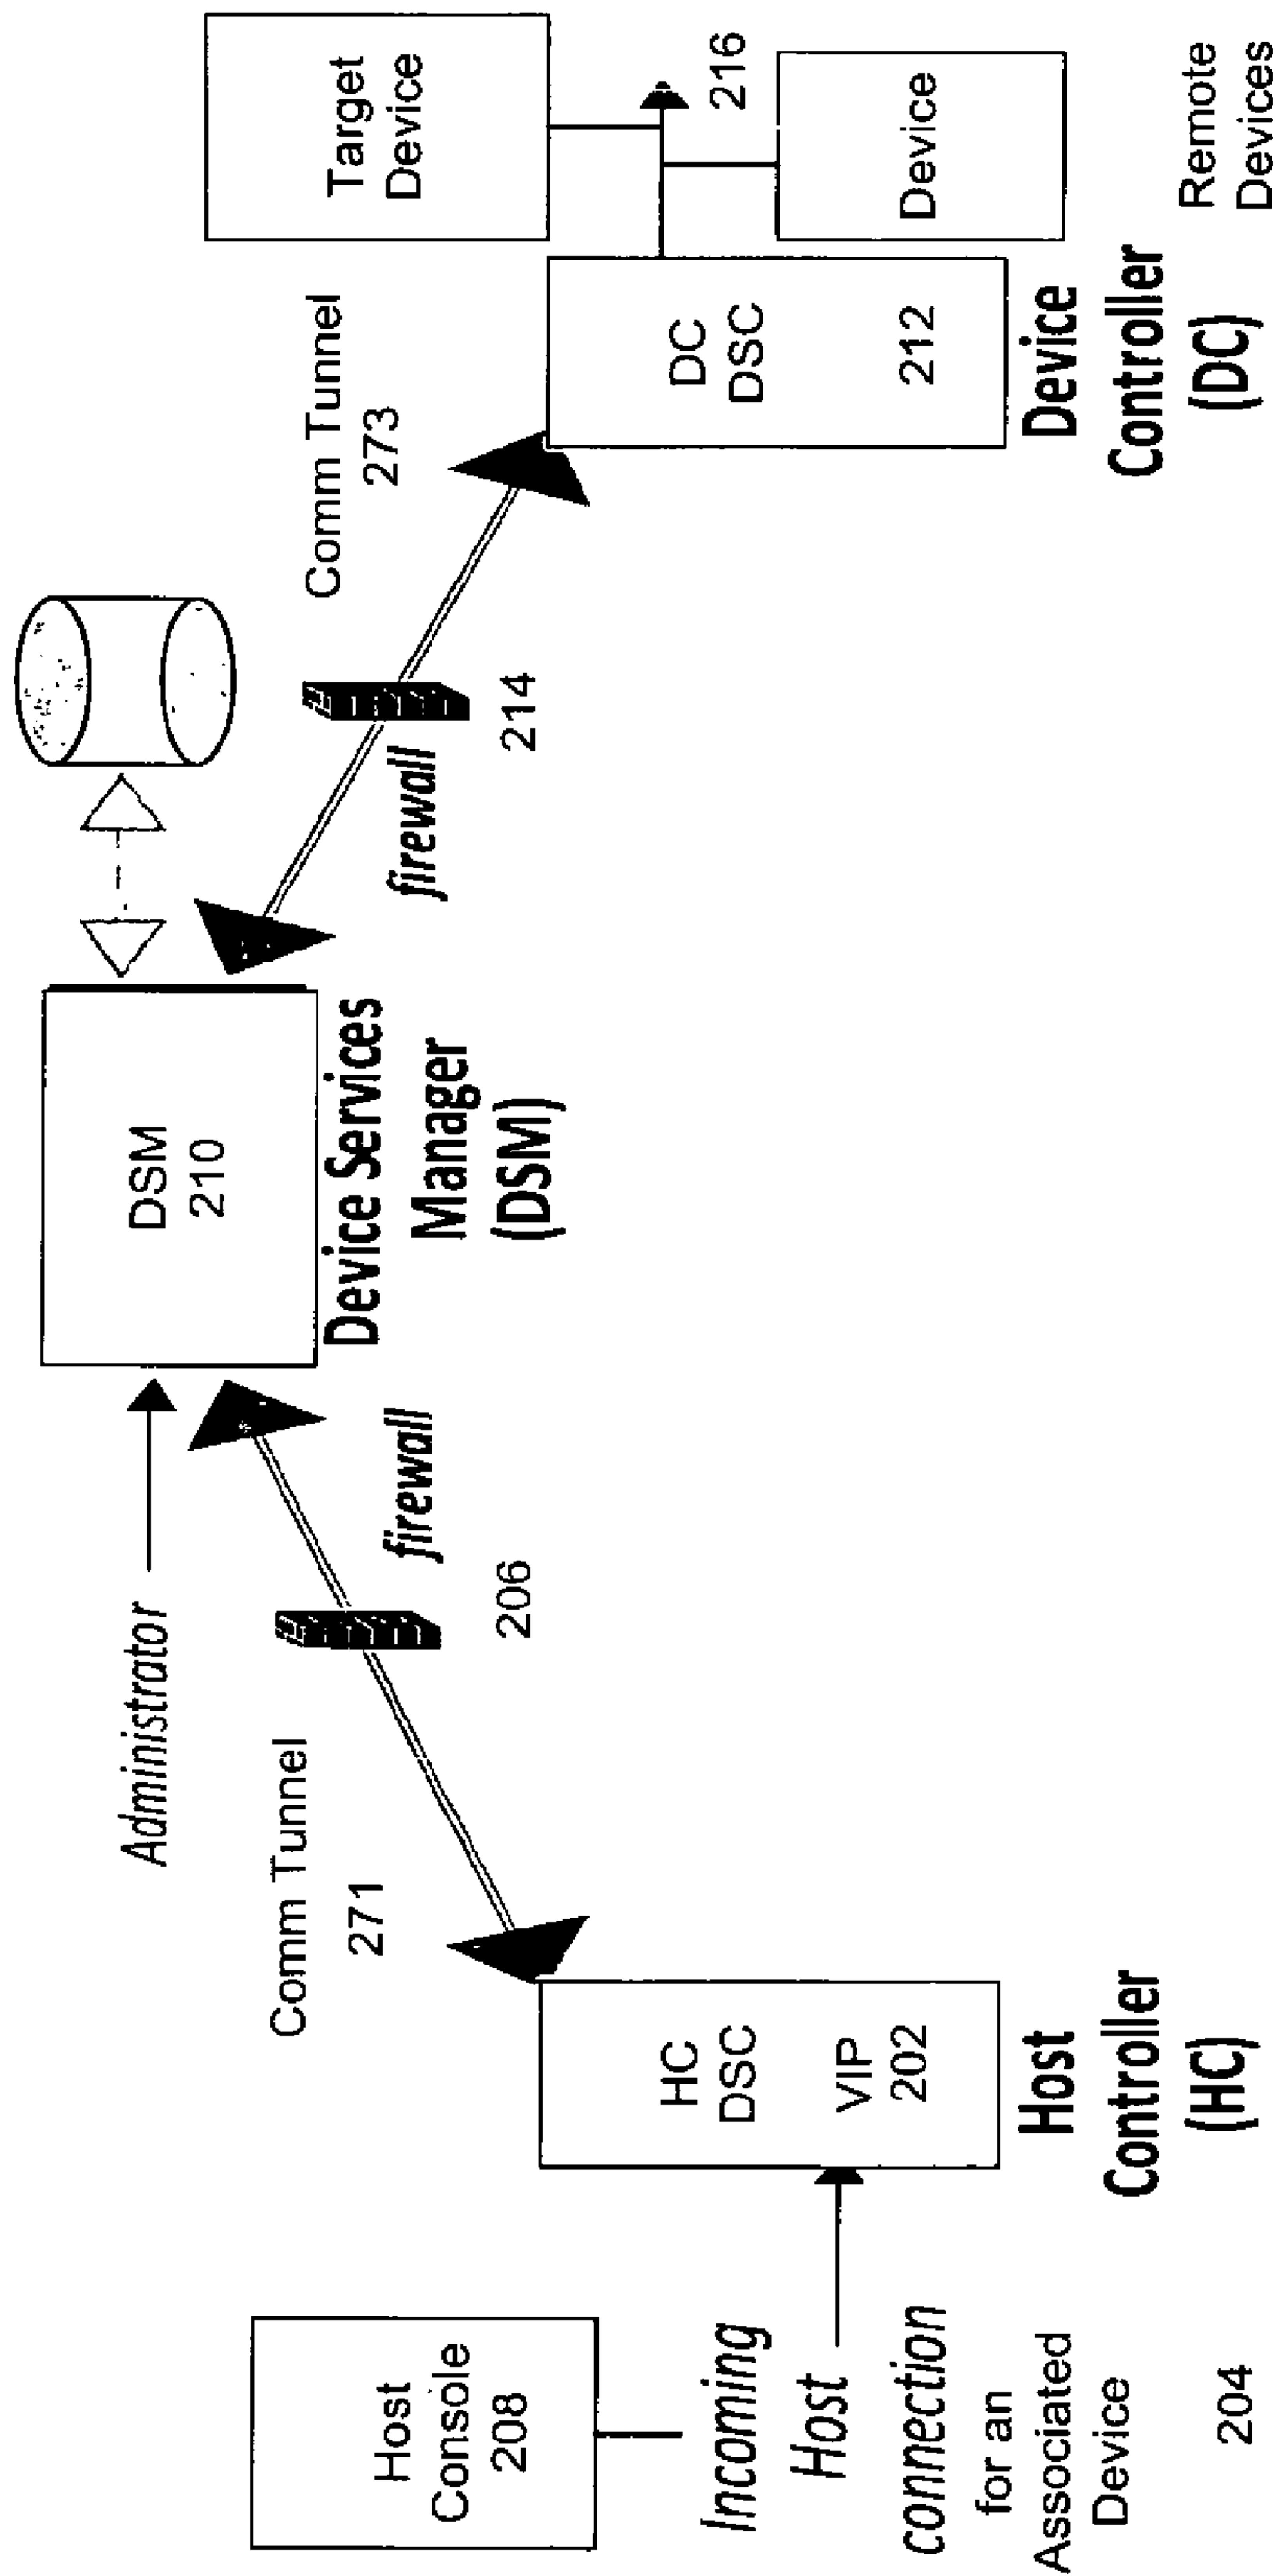 Host
Console
208
Incoming
Host
connection
for an
Associated
Device
204
HC
DSC
VIP
202
Host
Controller
(HC)
Comm Tunnel
271
firewall
206
Administrator
DSM
210
Device Services
Manager
(DSM)
firewall
214
Comm Tunnel
273
DC
DSC
212
Device
Controller
(DC)
Target
Device
216
Device
Remote
Devices